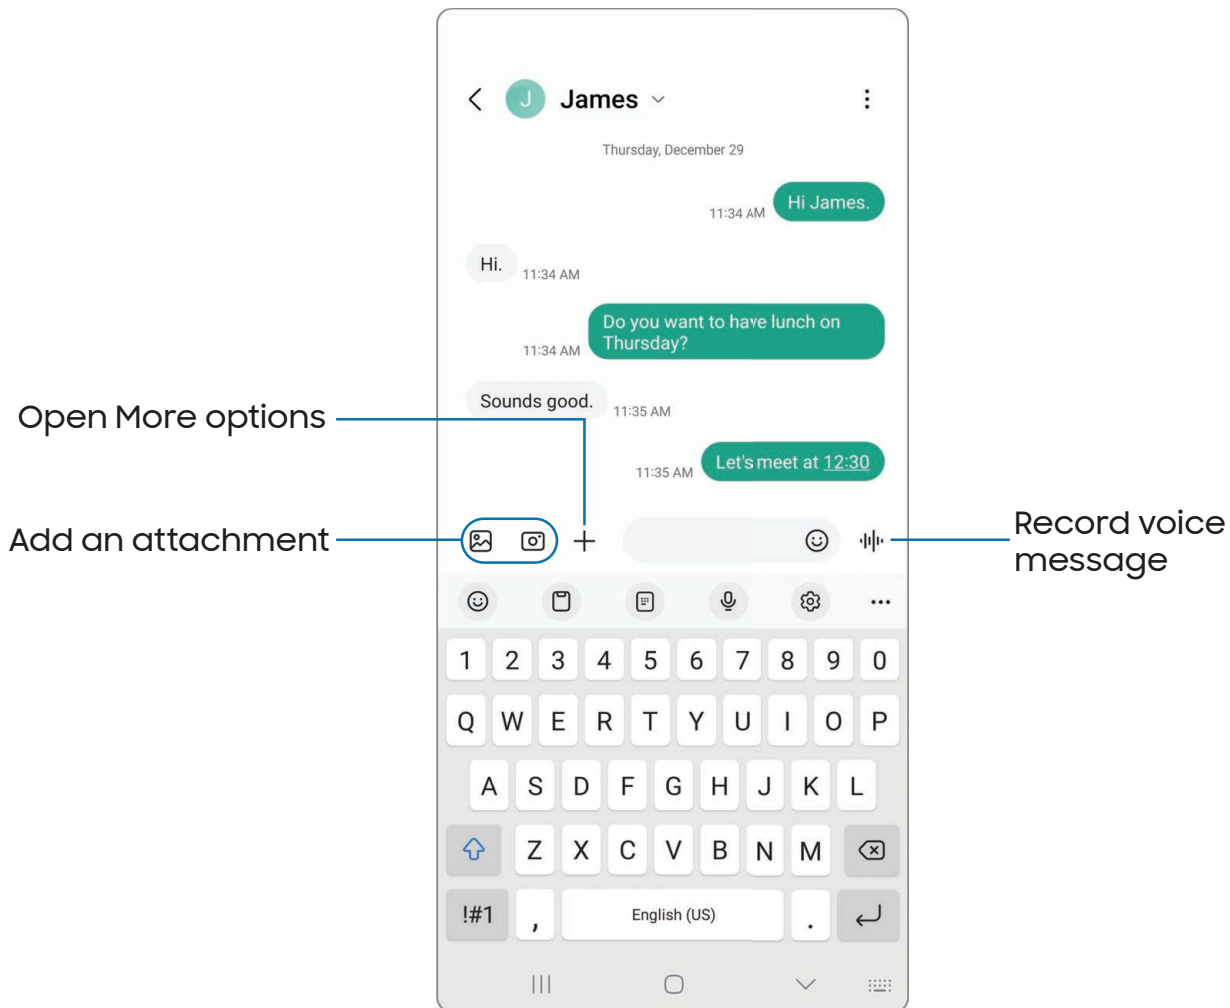 J James
Thursday, December 29
11:34 AM Hi James.
Hi. 11:34 AM
Do you want to have lunch on
11:34 AM Thursday?
Open More options
Sounds good. 11:35 AM
11:35 AM Let's meet at 12:30
Add an attachment
Record voice
message
1 2 3 4 5 6 7 8 9 0
Q W E R T Y U I O P
A S D F G H J K L
Z X C V B N M
!#1 , English (US) .